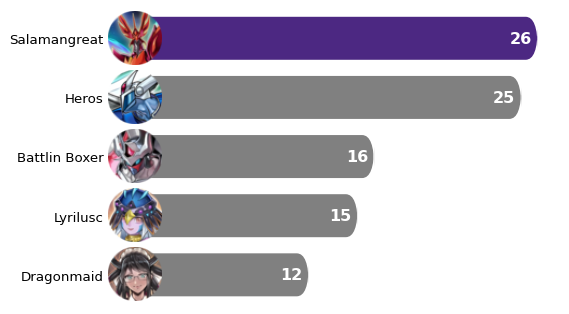 Salamangreat 26
Heros 25
Battlin Boxer 16
Lyrilusc 15
Dragonmaid 12